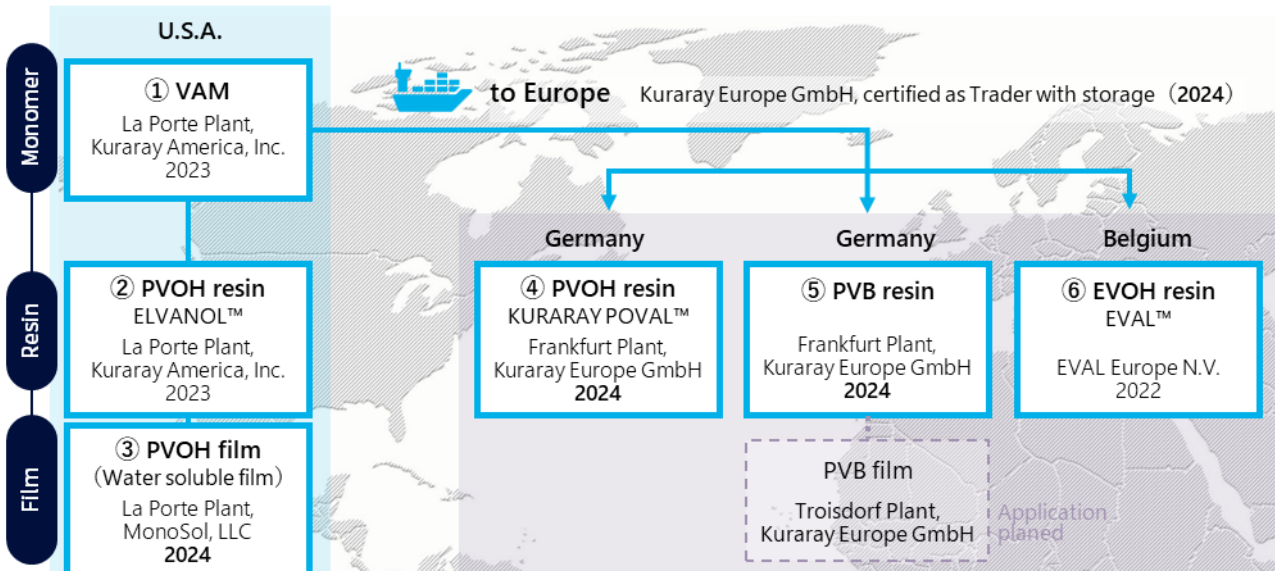 U.S.A.
Monomer
① VAM
La Porte Plant,
Kuraray America, Inc.
2023
to Europe
Kuraray Europe GmbH, certified as Trader with storage（2024）
Resin
② PVOH resin
ELVANOL™
La Porte Plant,
Kuraray America, Inc.
2023
Germany
④ PVOH resin
KURARAY POVAL™
Frankfurt Plant,
Kuraray Europe GmbH
2024
Germany
⑤ PVB resin
Frankfurt Plant,
Kuraray Europe GmbH
2024
Belgium
⑥ EVOH resin
EVAL™
EVAL Europe N.V.
2022
Film
③ PVOH film
（Water soluble film）
La Porte Plant,
MonoSol, LLC
2024
PVB film
Troisdorf Plant,
Kuraray Europe GmbH
Application
planed